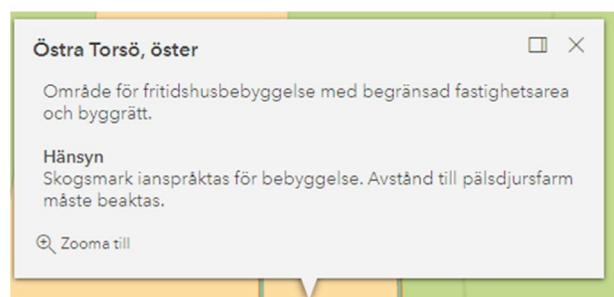 Östra Torsö, öster
Område för fritidshusbebyggelse med begränsad fastighetsarea
och byggrätt.
Hänsyn
Skogsmark ianspråktas för bebyggelse. Avstånd till pälsdjursfarm
måste beaktas.
Zooma till